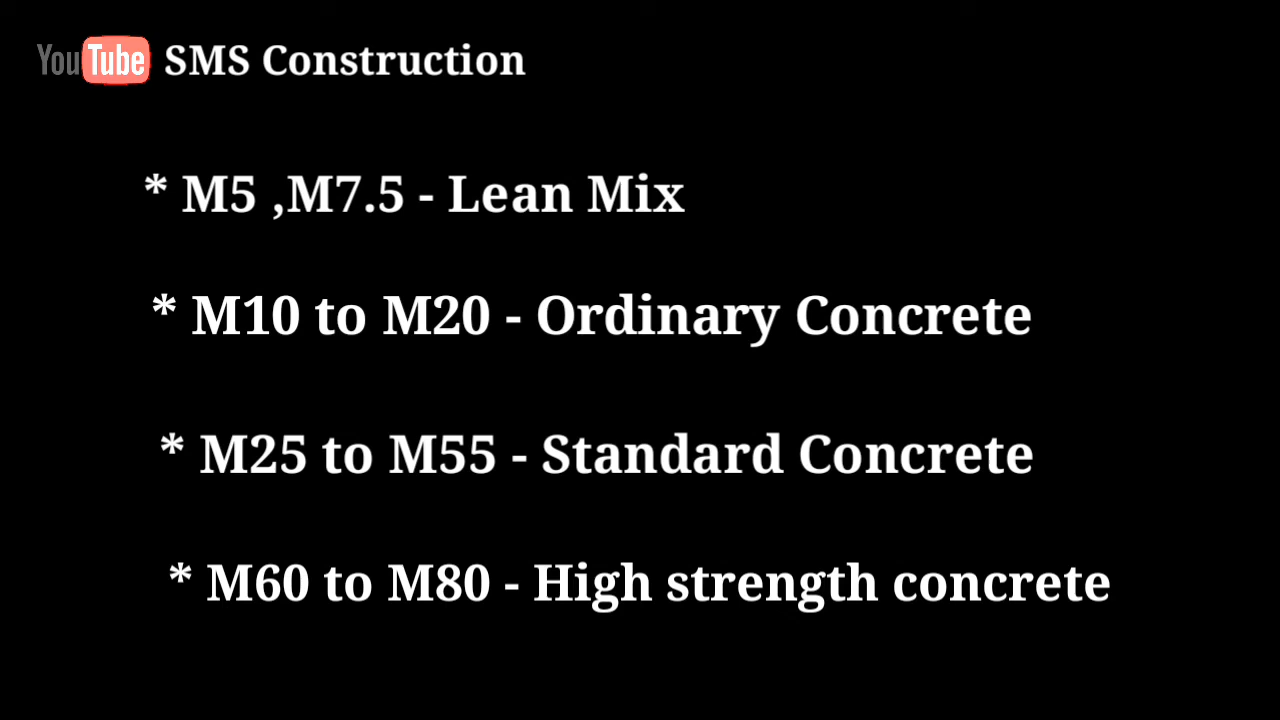 YouTube SMS Construction
* M5 ,M7.5 - Lean Mix
* M10 to M20 - Ordinary Concrete
* M25 to M55 - Standard Concrete
* M60 to M80 - High strength concrete